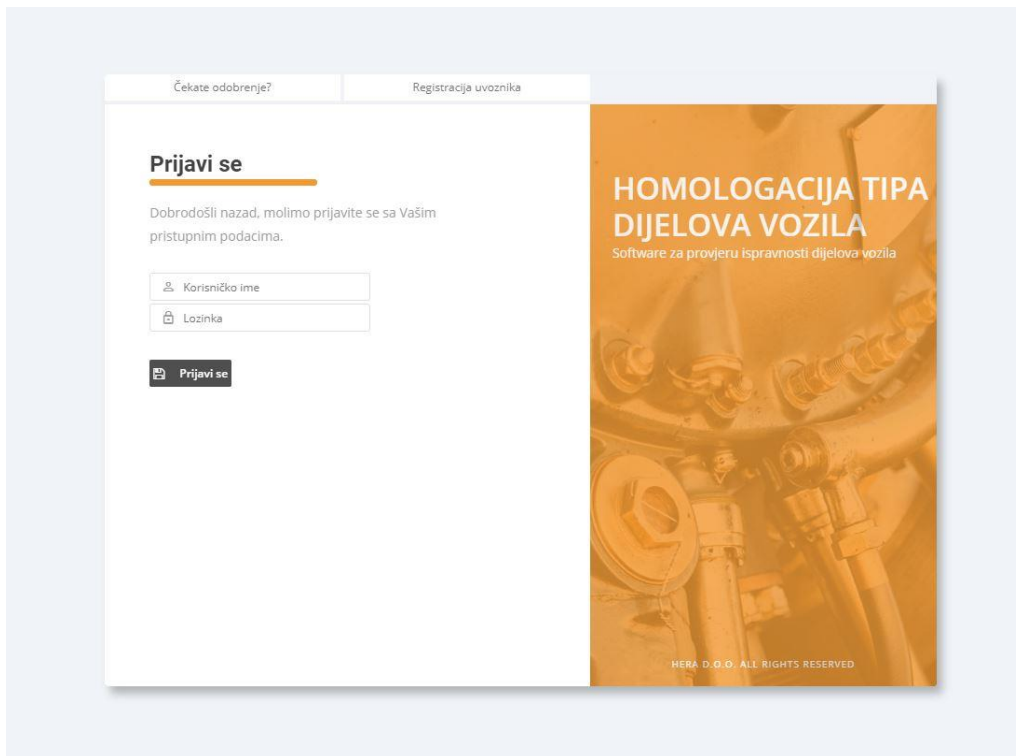 Čekate odobrenje?
Registracija uvoznika
Prijavi se
Dobrodošli nazad, molimo prijavite se sa Vašim
pristupnim podacima.
Korisničko ime
Lozinka
Prijavi se
HOMOLOGACIJA TIPA
DIJELOVA VOZILA
Software za provjeru ispravnosti dijelova vozila
HERA D.O.O. ALL RIGHTS RESERVED